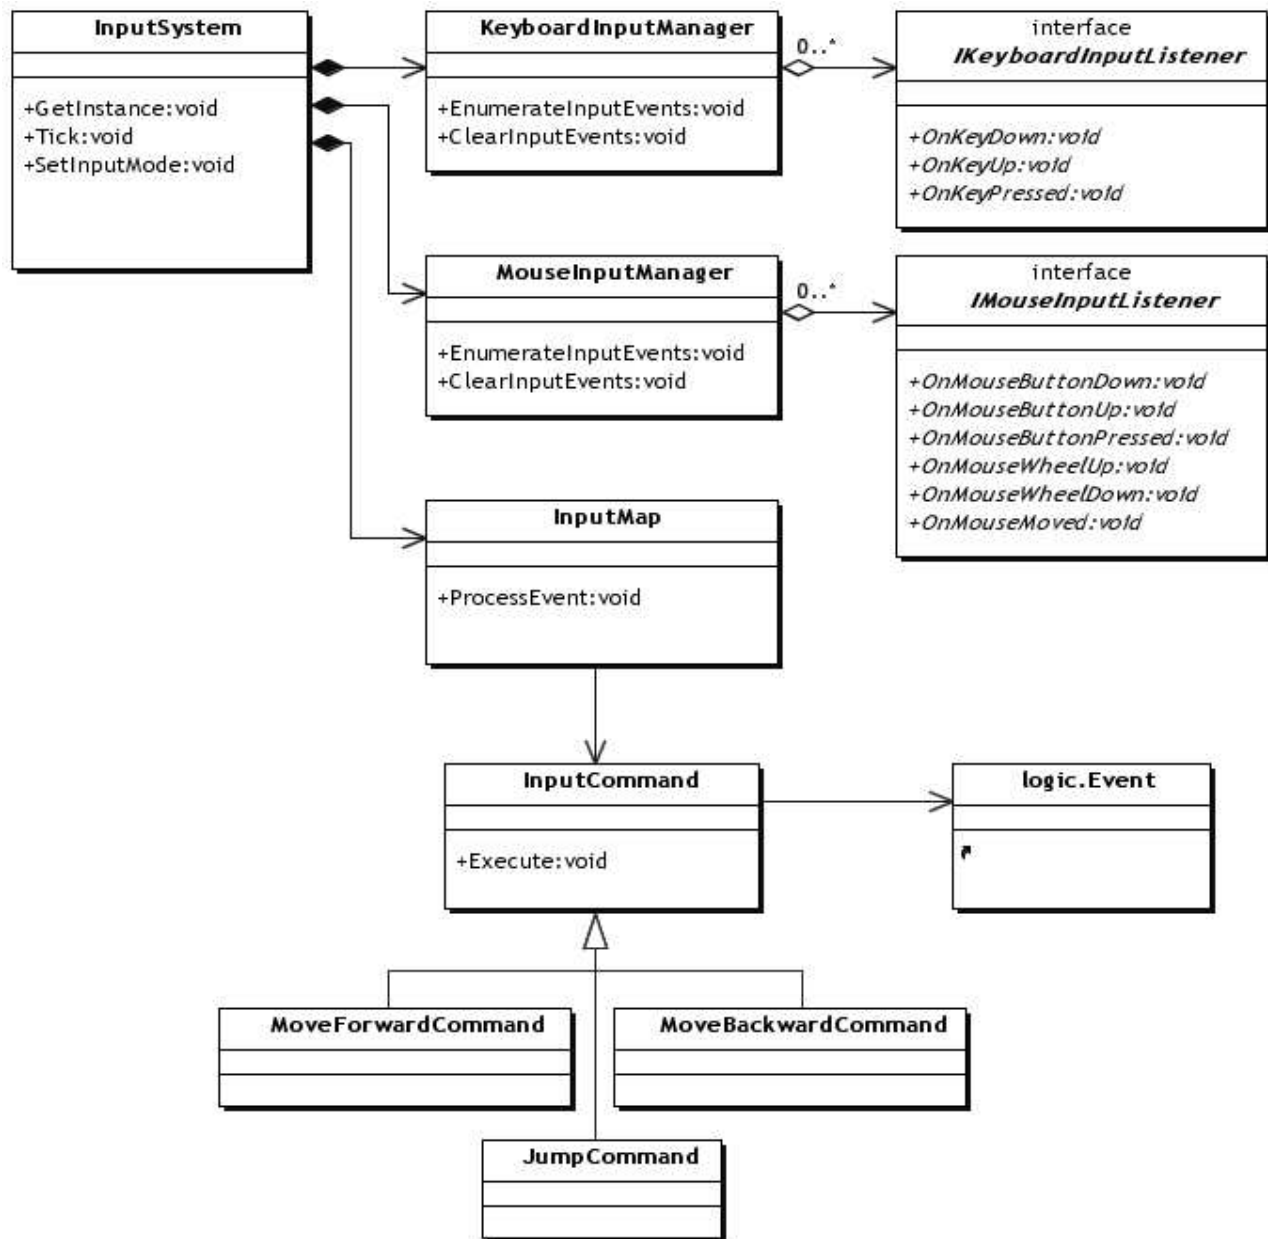 InputSystem
+GetInstance:void
+Tick:void
+SetInputMode:void
KeyboardInputManager
+EnumerateInputEvents:void
+ClearInputEvents:void
0..*
interface
IKeyboardInputListener
+OnKeyDown:void
+OnKeyUp:void
+OnKeyPressed:void
MouseInputManager
+EnumerateInputEvents:void
+ClearInputEvents:void
0..*
interface
IMouseInputListener
+OnMouseButtonDown:void
+OnMouseButtonUp:void
+OnMouseButtonPressed:void
+OnMouseWheelUp:void
+OnMouseWheelDown:void
+OnMouseMoved:void
InputMap
+ProcessEvent:void
InputCommand
+Execute:void
logic.Event
MoveForwardCommand
MoveBackwardCommand
JumpCommand